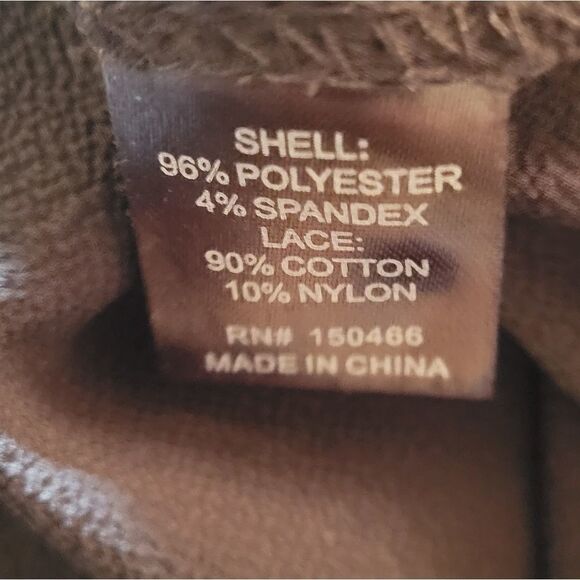 SHELL:
96% POLYESTER
4% SPANDEX
LACE:
90% COTTON
10% NYLON
RN# 150466
MADE IN CHINA